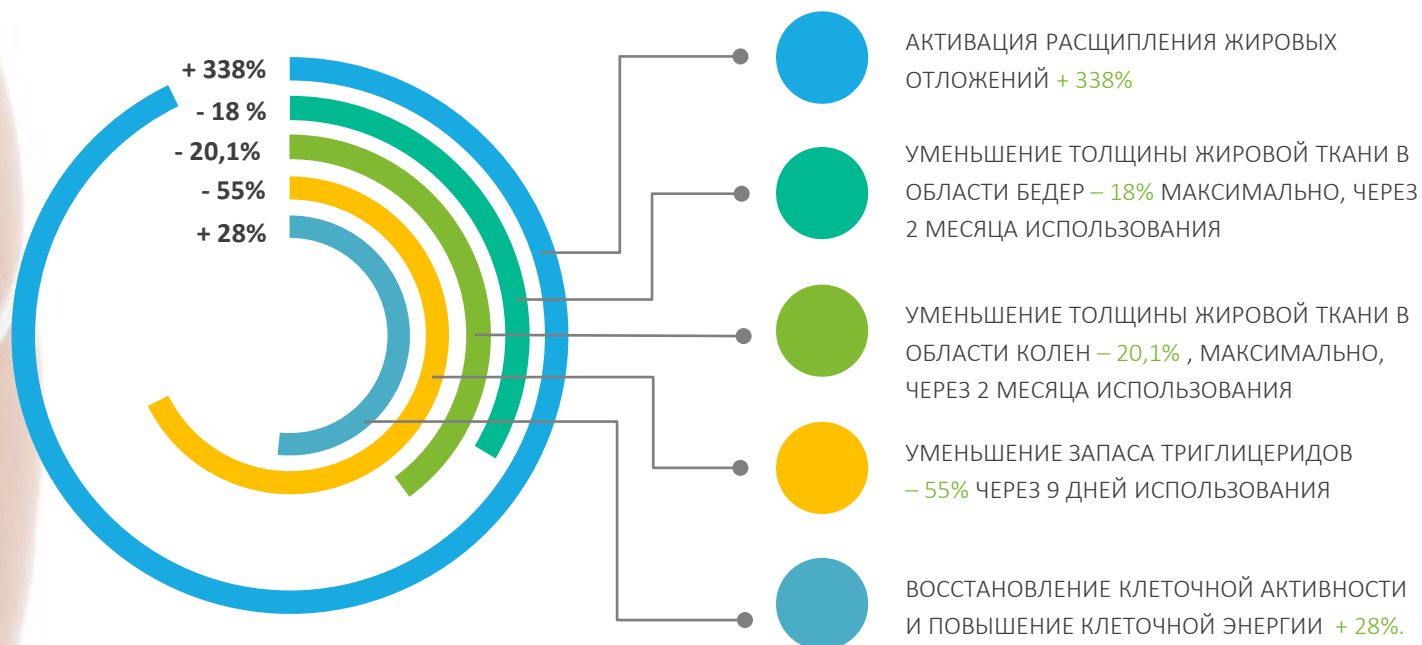 + 338%
- 18 %
- 20,1%
- 55%
+ 28%
АКТИВАЦИЯ РАСЩИПЛЕНИЯ ЖИРОВЫХ
ОТЛОЖЕНИЙ + 338%
УМЕНЬШЕНИЕ ТОЛЩИНЫ ЖИРОВОЙ ТКАНИ В
ОБЛАСТИ БЕДЕР – 18% МАКСИМАЛЬНО, ЧЕРЕЗ
2 МЕСЯЦА ИСПОЛЬЗОВАНИЯ
УМЕНЬШЕНИЕ ТОЛЩИНЫ ЖИРОВОЙ ТКАНИ В
ОБЛАСТИ КОЛЕН – 20,1% , МАКСИМАЛЬНО,
ЧЕРЕЗ 2 МЕСЯЦА ИСПОЛЬЗОВАНИЯ
УМЕНЬШЕНИЕ ЗАПАСА ТРИГЛИЦЕРИДОВ
– 55% ЧЕРЕЗ 9 ДНЕЙ ИСПОЛЬЗОВАНИЯ
ВОССТАНОВЛЕНИЕ КЛЕТОЧНОЙ АКТИВНОСТИ
И ПОВЫШЕНИЕ КЛЕТОЧНОЙ ЭНЕРГИИ + 28%.